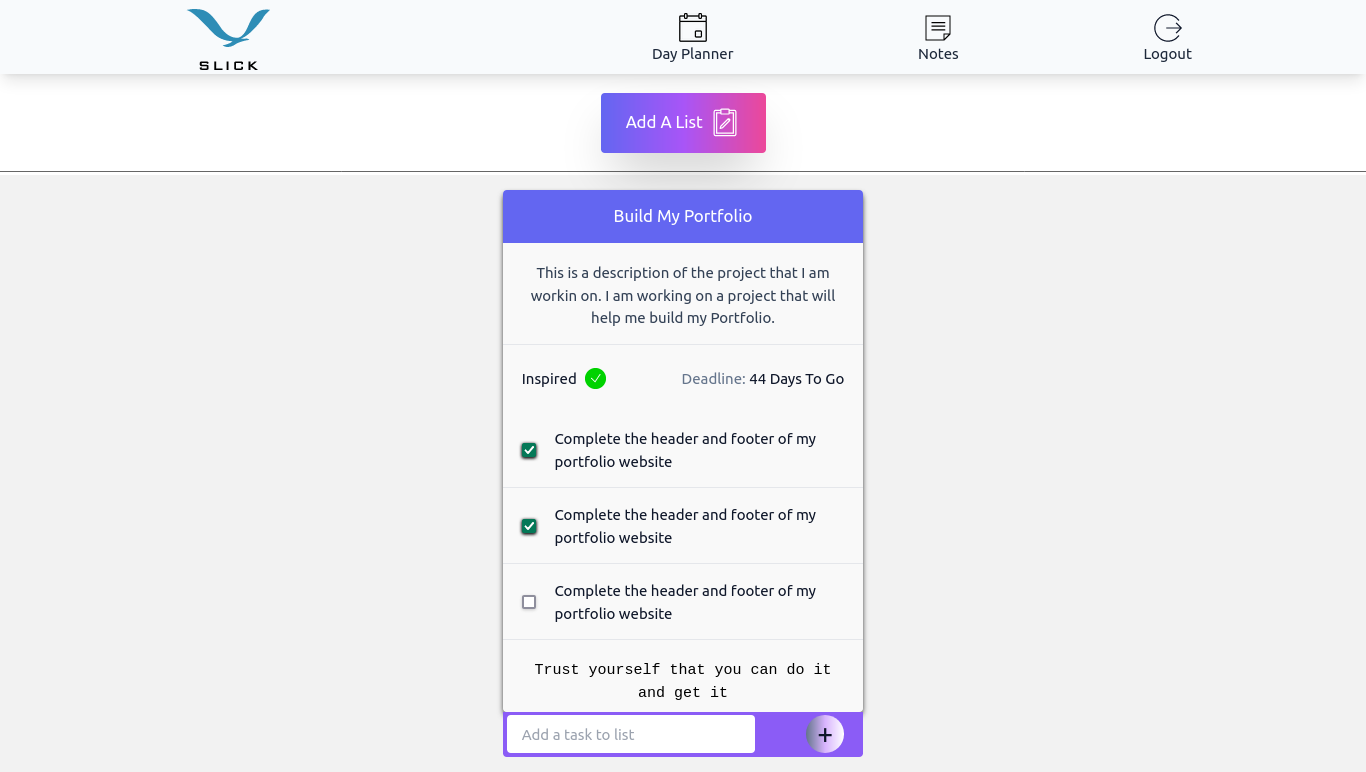 SLICK
Day Planner
Notes
Logout
Add A List
Build My Portfolio
This is a description of the project that I am
workin on. I am working on a project that will
help me build my Portfolio.
Inspired
Deadline: 44 Days To Go
Complete the header and footer of my
portfolio website
Complete the header and footer of my
portfolio website
Complete the header and footer of my
portfolio website
Trust yourself that you can do it
and get it
Add a task to list
+